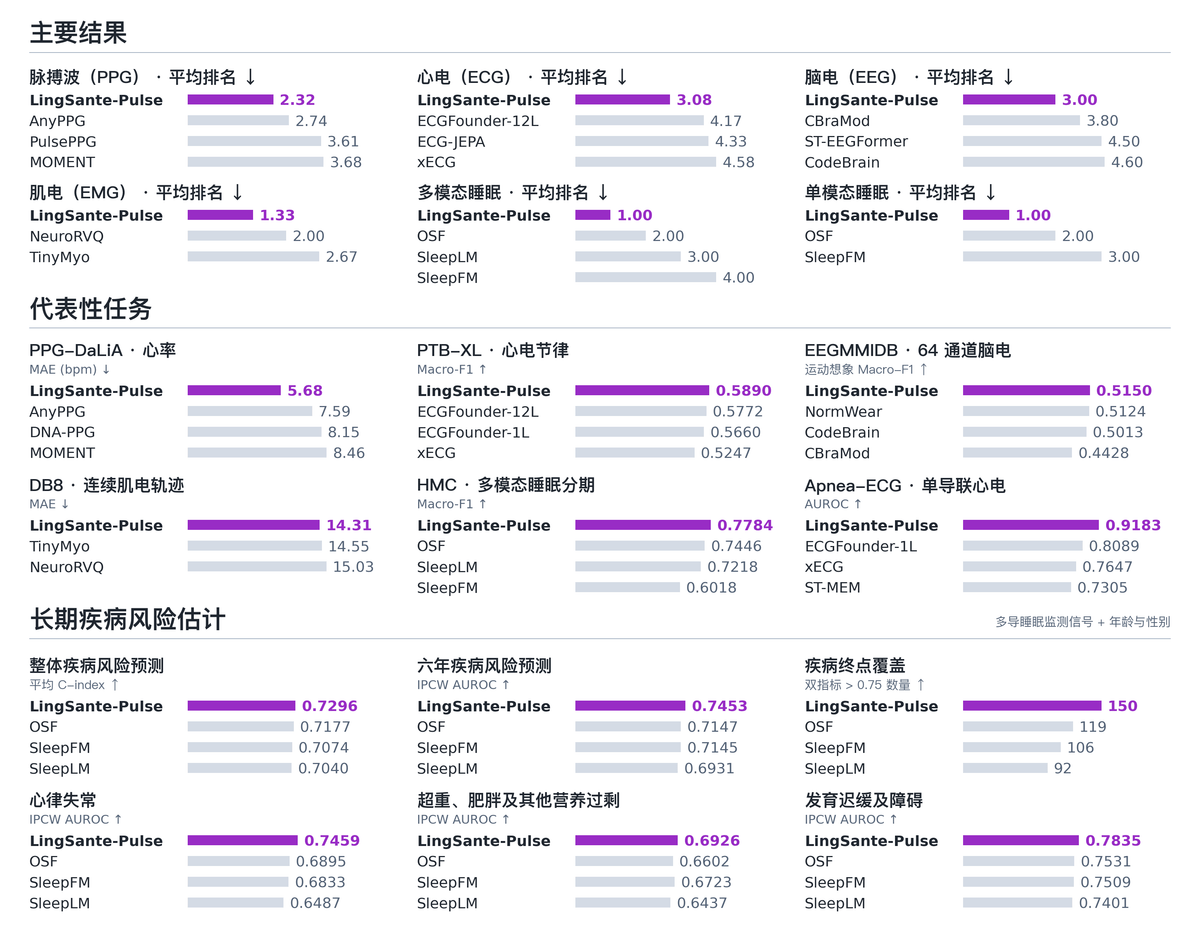 主要结果
脉搏波（PPG） · 平均排名 ↓
LingSante-Pulse 2.32
AnyPPG 2.74
PulsePPG 3.61
MOMENT 3.68
心电（ECG） · 平均排名 ↓
LingSante-Pulse 3.08
ECGFounder-12L 4.17
ECG-JEPA 4.33
xECG 4.58
脑电（EEG） · 平均排名 ↓
LingSante-Pulse 3.00
CBraMod 3.80
ST-EEGFormer 4.50
CodeBrain 4.60
肌电（EMG） · 平均排名 ↓
LingSante-Pulse 1.33
NeuroRVQ 2.00
TinyMyo 2.67
多模态睡眠 · 平均排名 ↓
LingSante-Pulse 1.00
OSF 2.00
SleepLM 3.00
SleepFM 4.00
单模态睡眠 · 平均排名 ↓
LingSante-Pulse 1.00
OSF 2.00
SleepFM 3.00
代表性任务
PPG–DaLiA · 心率
MAE (bpm) ↓
LingSante-Pulse 5.68
AnyPPG 7.59
DNA-PPG 8.15
MOMENT 8.46
PTB–XL · 心电节律
Macro-F1 ↑
LingSante-Pulse 0.5890
ECGFounder-12L 0.5772
ECGFounder-1L 0.5660
xECG 0.5247
EEGMMIDB · 64 通道脑电
运动想象 Macro–F1 ↑
LingSante-Pulse 0.5150
NormWear 0.5124
CodeBrain 0.5013
CBraMod 0.4428
DB8 · 连续肌电轨迹
MAE ↓
LingSante-Pulse 14.31
TinyMyo 14.55
NeuroRVQ 15.03
HMC · 多模态睡眠分期
Macro-F1 ↑
LingSante-Pulse 0.7784
OSF 0.7446
SleepLM 0.7218
SleepFM 0.6018
Apnea–ECG · 单导联心电
AUROC ↑
LingSante-Pulse 0.9183
ECGFounder-1L 0.8089
xECG 0.7647
ST-MEM 0.7305
长期疾病风险估计
多导睡眠监测信号 + 年龄与性别
整体疾病风险预测
平均 C–index ↑
LingSante-Pulse 0.7296
OSF 0.7177
SleepFM 0.7074
SleepLM 0.7040
六年疾病风险预测
IPCW AUROC ↑
LingSante-Pulse 0.7453
OSF 0.7147
SleepFM 0.7145
SleepLM 0.6931
疾病终点覆盖
双指标 > 0.75 数量 ↑
LingSante-Pulse 150
OSF 119
SleepFM 106
SleepLM 92
心律失常
IPCW AUROC ↑
LingSante-Pulse 0.7459
OSF 0.6895
SleepFM 0.6833
SleepLM 0.6487
超重、肥胖及其他营养过剩
IPCW AUROC ↑
LingSante-Pulse 0.6926
OSF 0.6602
SleepFM 0.6723
SleepLM 0.6437
发育迟缓及障碍
IPCW AUROC ↑
LingSante-Pulse 0.7835
OSF 0.7531
SleepFM 0.7509
SleepLM 0.7401